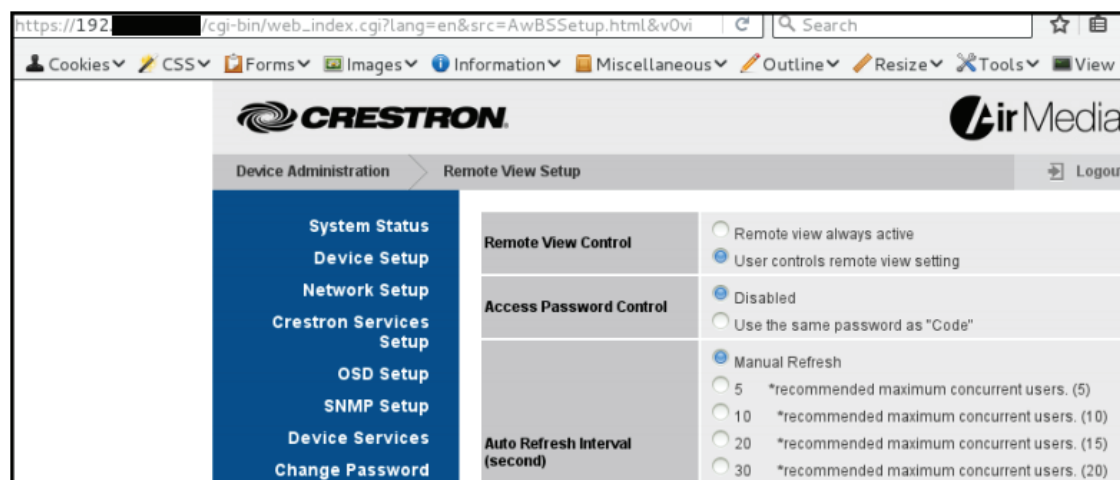 https://192. /cgi-bin/web_index.cgi?lang=en&src=AwBSSetup.html&v0vi Search
Cookies CSS Forms Images Information Miscellaneous Outline Resize Tools View
CRESTRON AirMedia
Device Administration Remote View Setup Logout
System Status
Device Setup
Network Setup
Crestron Services
Setup
OSD Setup
SNMP Setup
Device Services
Change Password
Remote View Control
Remote view always active
User controls remote view setting
Access Password Control
Disabled
Use the same password as "Code"
Auto Refresh Interval
(second)
Manual Refresh
5 *recommended maximum concurrent users. (5)
10 *recommended maximum concurrent users. (10)
20 *recommended maximum concurrent users. (15)
30 *recommended maximum concurrent users. (20)